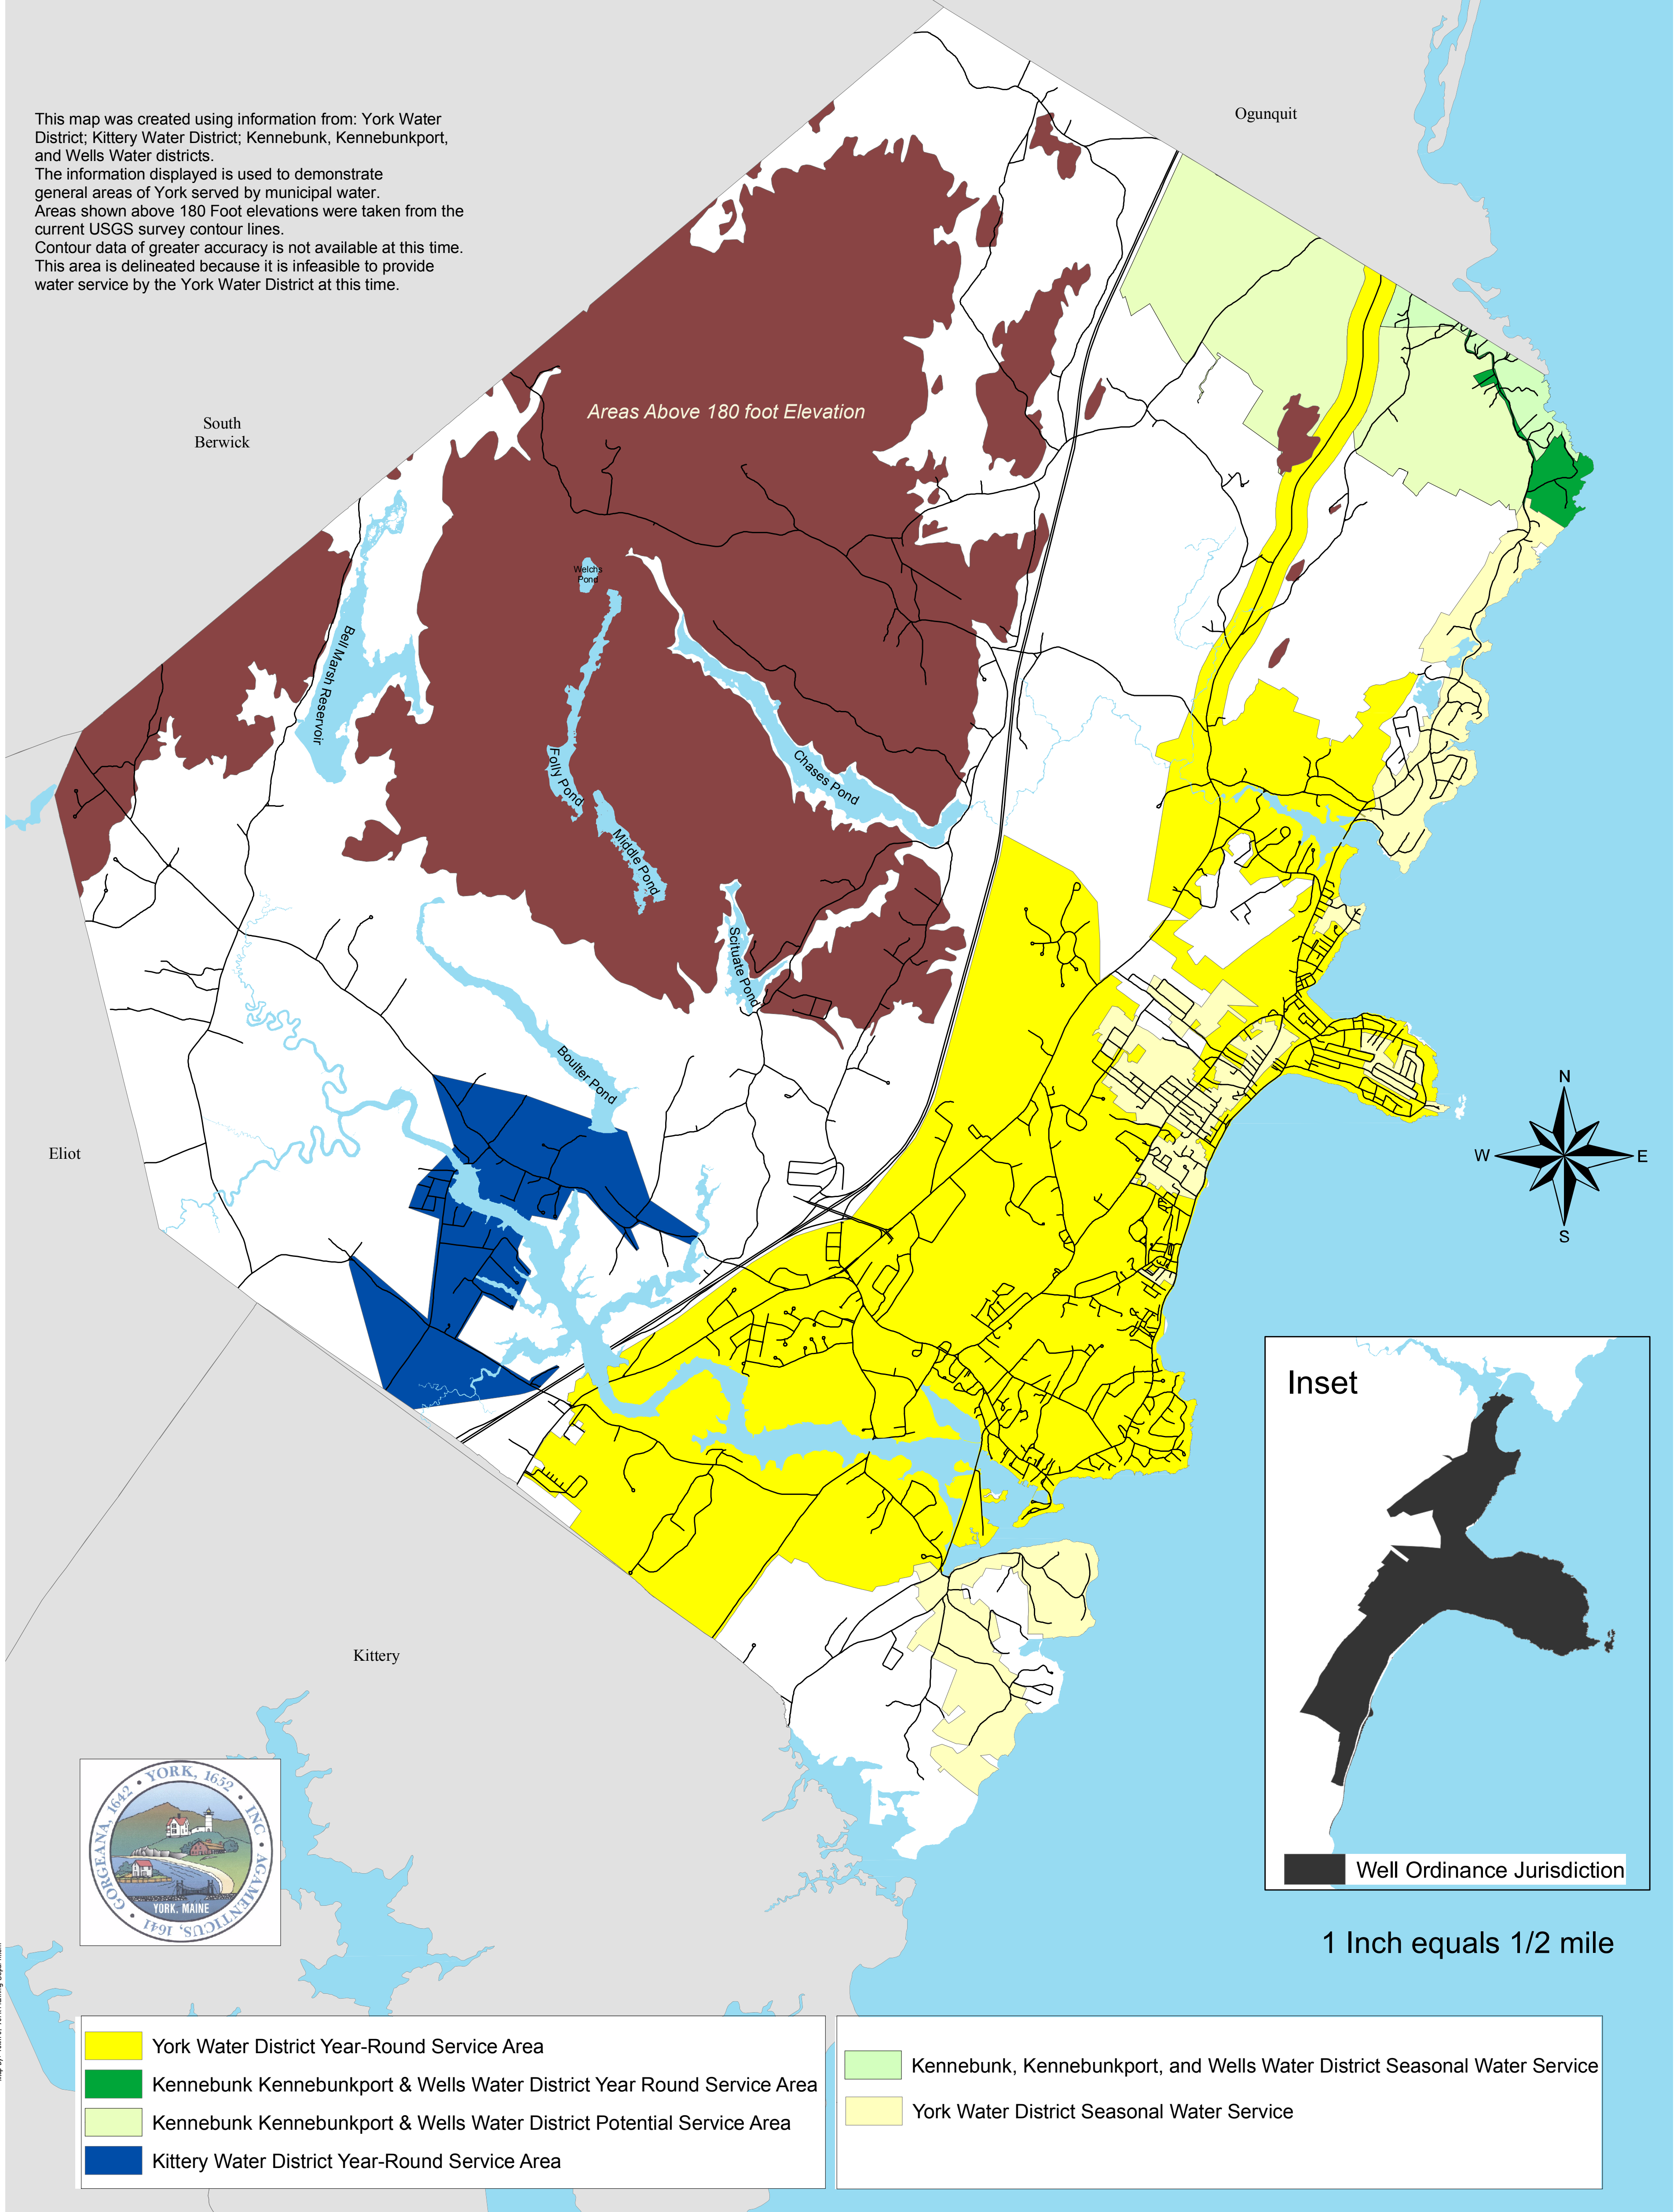 This map was created using information from: York Water
District; Kittery Water District; Kennebunk, Kennebunkport,
and Wells Water districts.
The information displayed is used to demonstrate
general areas of York served by municipal water.
Areas shown above 180 Foot elevations were taken from the
current USGS survey contour lines.
Contour data of greater accuracy is not available at this time.
This area is delineated because it is infeasible to provide
water service by the York Water District at this time.
Ogunquit
South
Berwick
Areas Above 180 foot Elevation
Welchs
Pond
Bell Marsh Reservoir
Folly Pond
Chases Pond
Middle Pond
Scituate Pond
Boulter Pond
Eliot
N
W
E
S
Kittery
Inset
Well Ordinance Jurisdiction
1 Inch equals 1/2 mile
GORGEANA, 1642 • YORK, 1652 • INC • AGAMENTICUS, 1641
YORK, MAINE
York Water District Year-Round Service Area
Kennebunk Kennebunkport & Wells Water District Year Round Service Area
Kennebunk Kennebunkport & Wells Water District Potential Service Area
Kittery Water District Year-Round Service Area
Kennebunk, Kennebunkport, and Wells Water District Seasonal Water Service
York Water District Seasonal Water Service